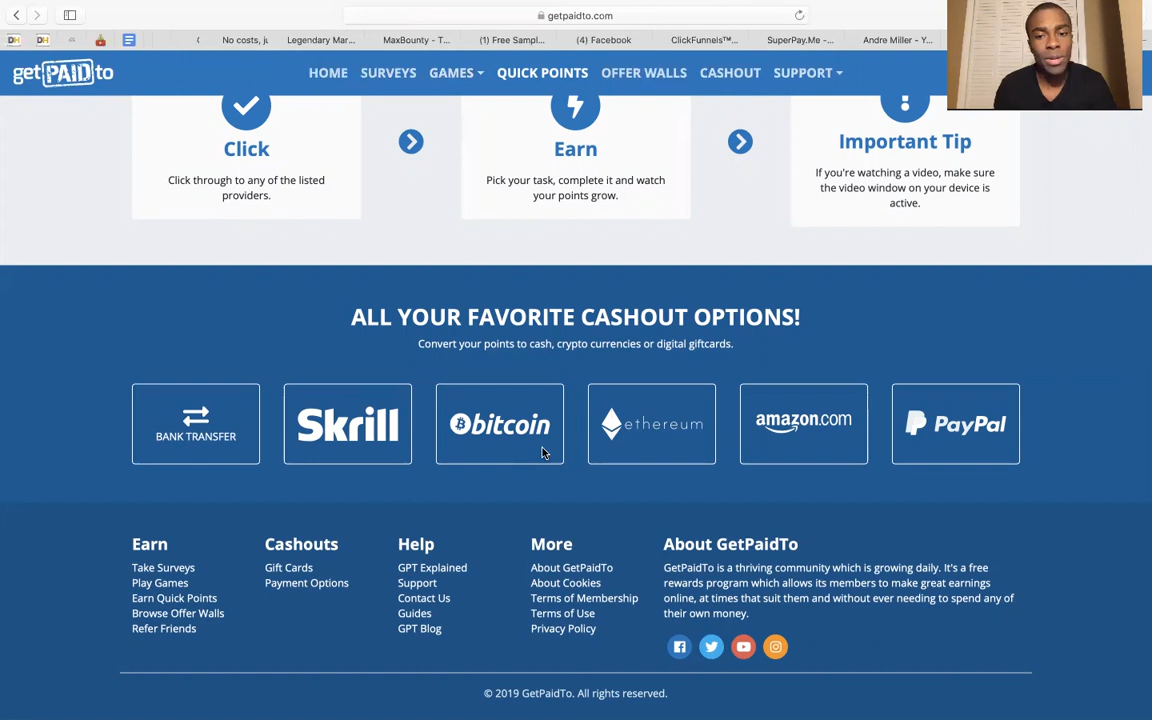 getpaidto.com
No costs, ju
Legendary Mar...
MaxBounty - T...
(1) Free Sampl...
(4) Facebook
ClickFunnels™...
SuperPay.Me -...
Andre Miller - Y...
get PAID to
HOME
SURVEYS
GAMES
QUICK POINTS
OFFER WALLS
CASHOUT
SUPPORT
Click
Click through to any of the listed
providers.
Earn
Pick your task, complete it and watch
your points grow.
Important Tip
If you're watching a video, make sure
the video window on your device is
active.
ALL YOUR FAVORITE CASHOUT OPTIONS!
Convert your points to cash, crypto currencies or digital giftcards.
BANK TRANSFER
Skrill
bitcoin
ethereum
amazon.com
PayPal
Earn
Take Surveys
Play Games
Earn Quick Points
Browse Offer Walls
Refer Friends
Cashouts
Gift Cards
Payment Options
Help
GPT Explained
Support
Contact Us
Guides
GPT Blog
More
About GetPaidTo
About Cookies
Terms of Membership
Terms of Use
Privacy Policy
About GetPaidTo
GetPaidTo is a thriving community which is growing daily. It's a free
rewards program which allows its members to make great earnings
online, at times that suit them and without ever needing to spend any of
their own money.
© 2019 GetPaidTo. All rights reserved.